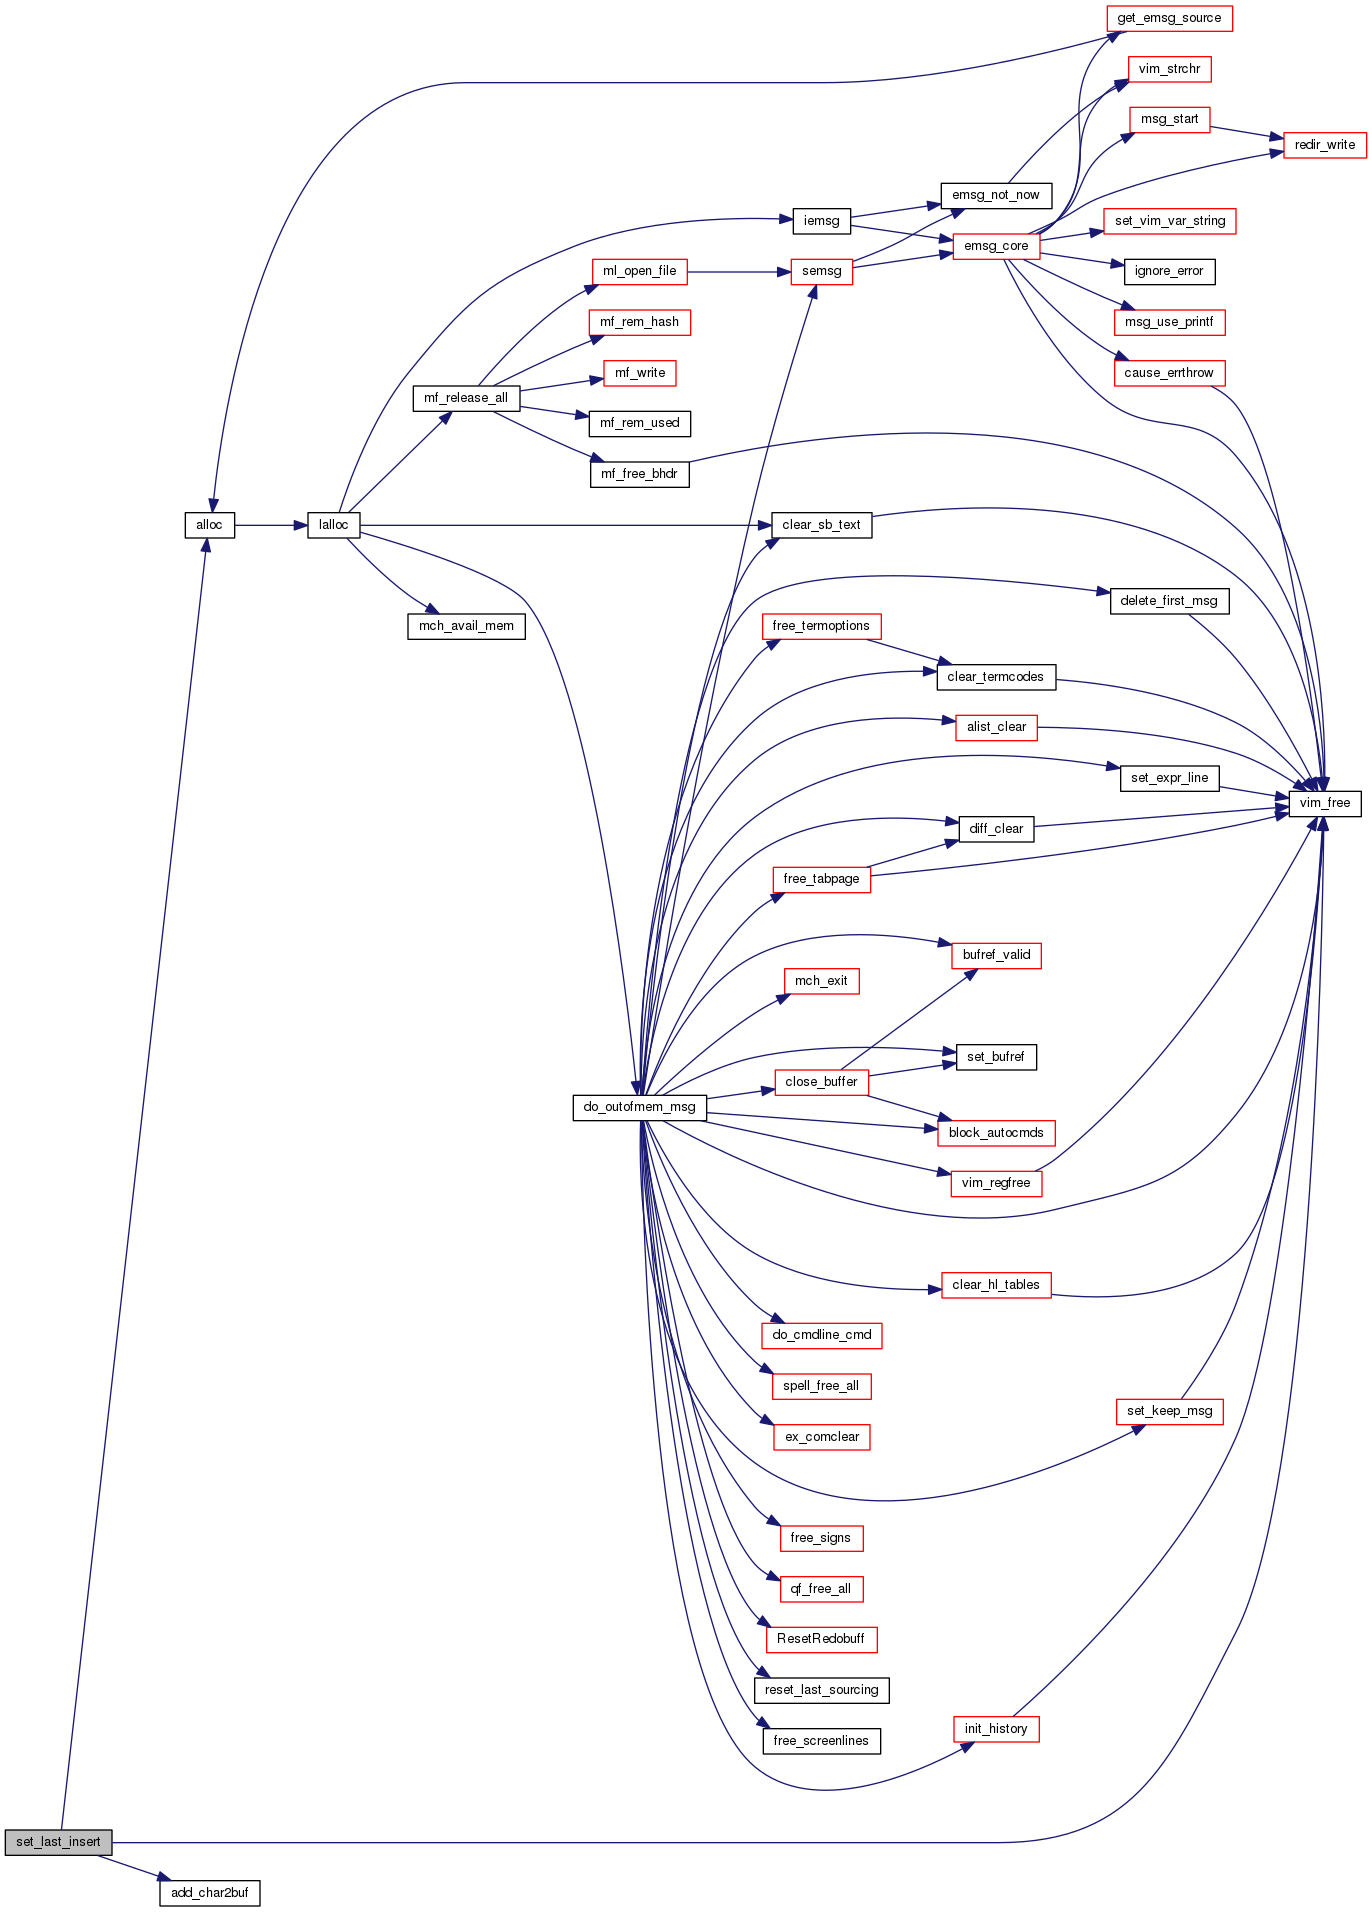 get_emsg_source
vim_strchr
msg_start
redir_write
emsg_not_now
iemsg
set_vim_var_string
emsg_core
ml_open_file
semsg
ignore_error
mf_rem_hash
msg_use_printf
mf_write
cause_errthrow
mf_release_all
mf_rem_used
mf_free_bhdr
alloc
lalloc
clear_sb_text
delete_first_msg
mch_avail_mem
free_termoptions
clear_termcodes
alist_clear
set_expr_line
vim_free
diff_clear
free_tabpage
bufref_valid
mch_exit
set_bufref
close_buffer
do_outofmem_msg
block_autocmds
vim_regfree
clear_hl_tables
do_cmdline_cmd
spell_free_all
set_keep_msg
ex_comclear
free_signs
qf_free_all
ResetRedobuff
reset_last_sourcing
init_history
free_screenlines
set_last_insert
add_char2buf